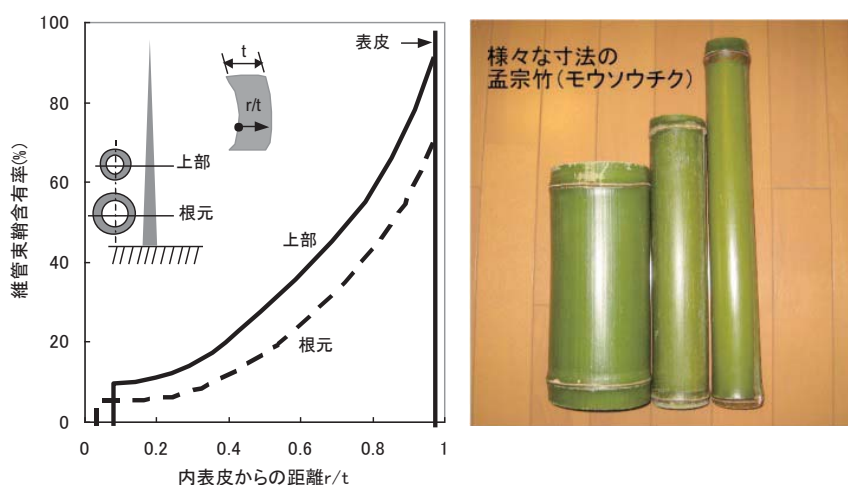 100
80
60
40
20
0
維管束鞘含有率(%)
0
0.2
0.4
0.6
0.8
1
内表皮からの距離r/t
t
r/t
表皮
上部
根元
上部
根元
様々な寸法の
孟宗竹(モウソウチク)